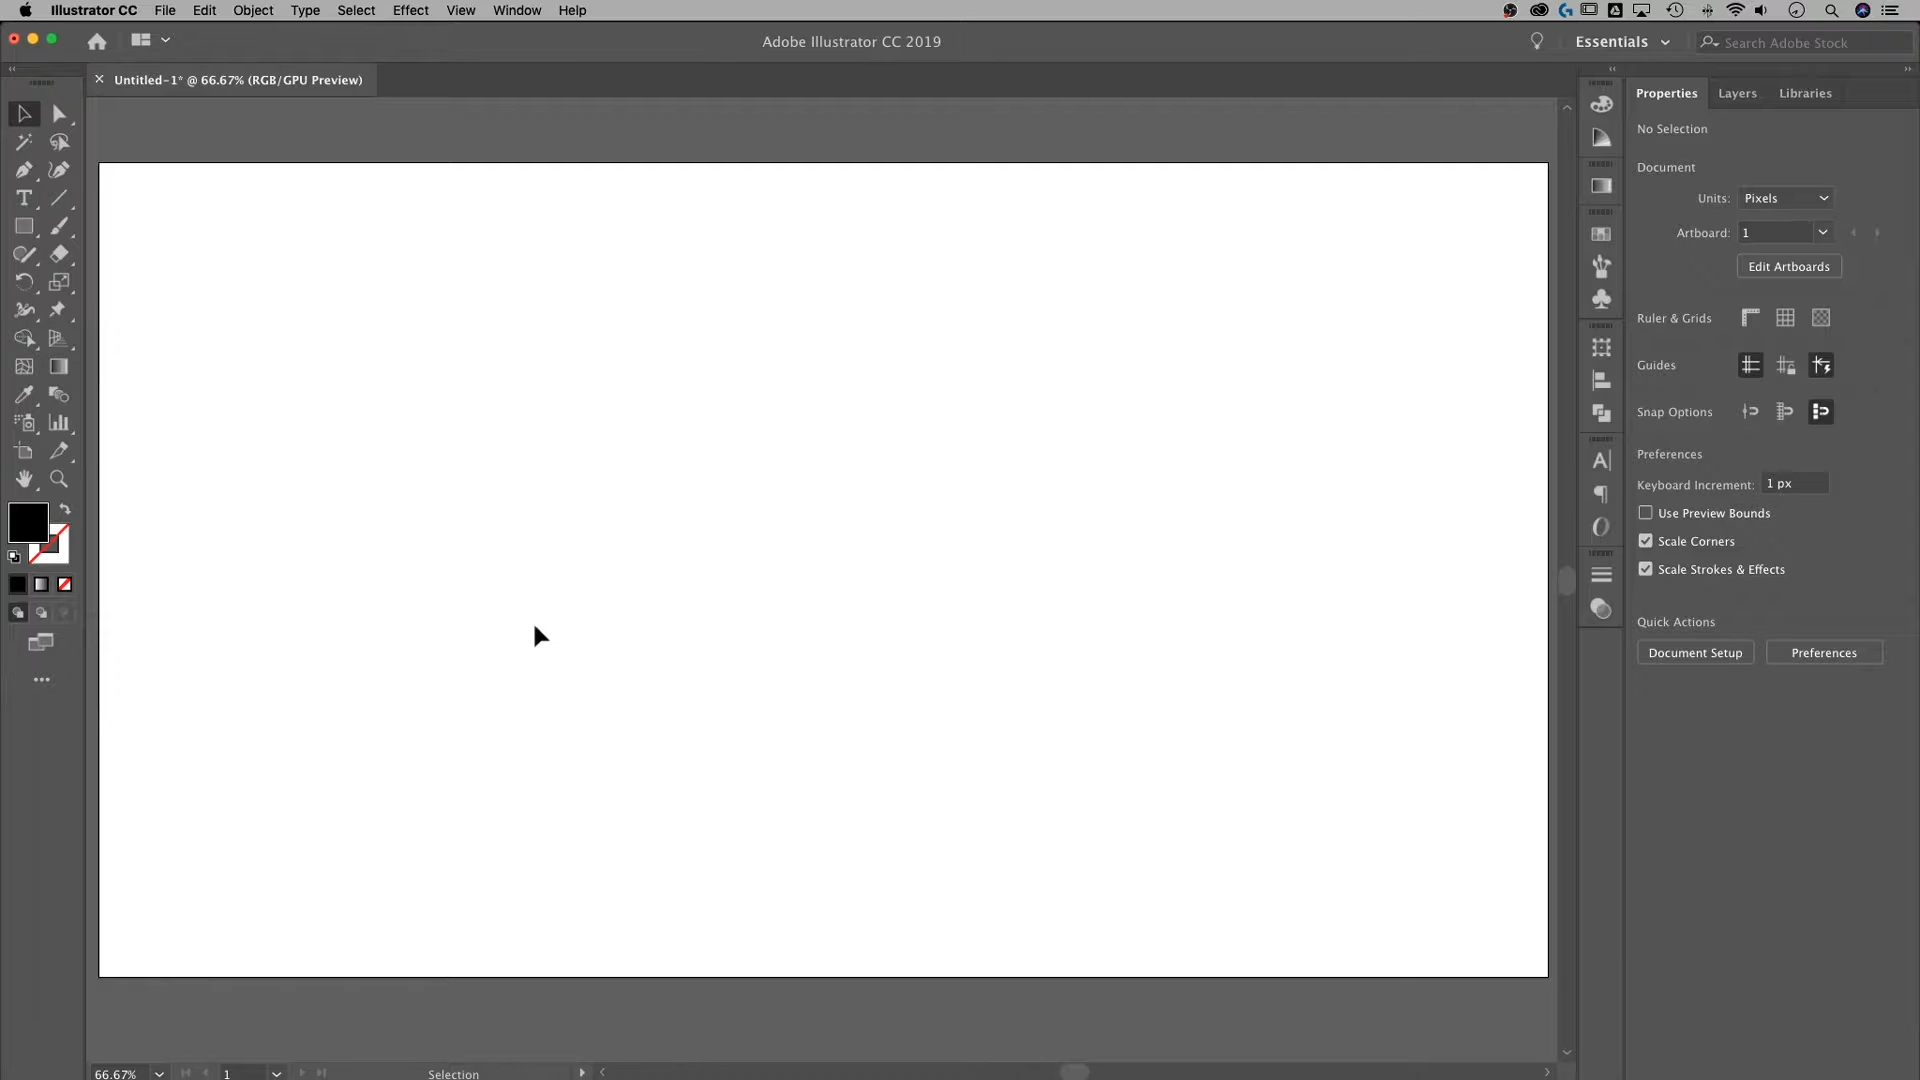 Illustrator CC File Edit Object Type Select Effect View Window Help
Adobe Illustrator CC 2019
Essentials
Search Adobe Stock
× Untitled-1* @ 66.67% (RGB/GPU Preview)
Properties Layers Libraries
No Selection
Document
Units: Pixels
Artboard: 1
Edit Artboards
Ruler & Grids
Guides
Snap Options
Preferences
Keyboard Increment: 1 px
Use Preview Bounds
Scale Corners
Scale Strokes & Effects
Quick Actions
Document Setup Preferences
66.67% 1 Selection